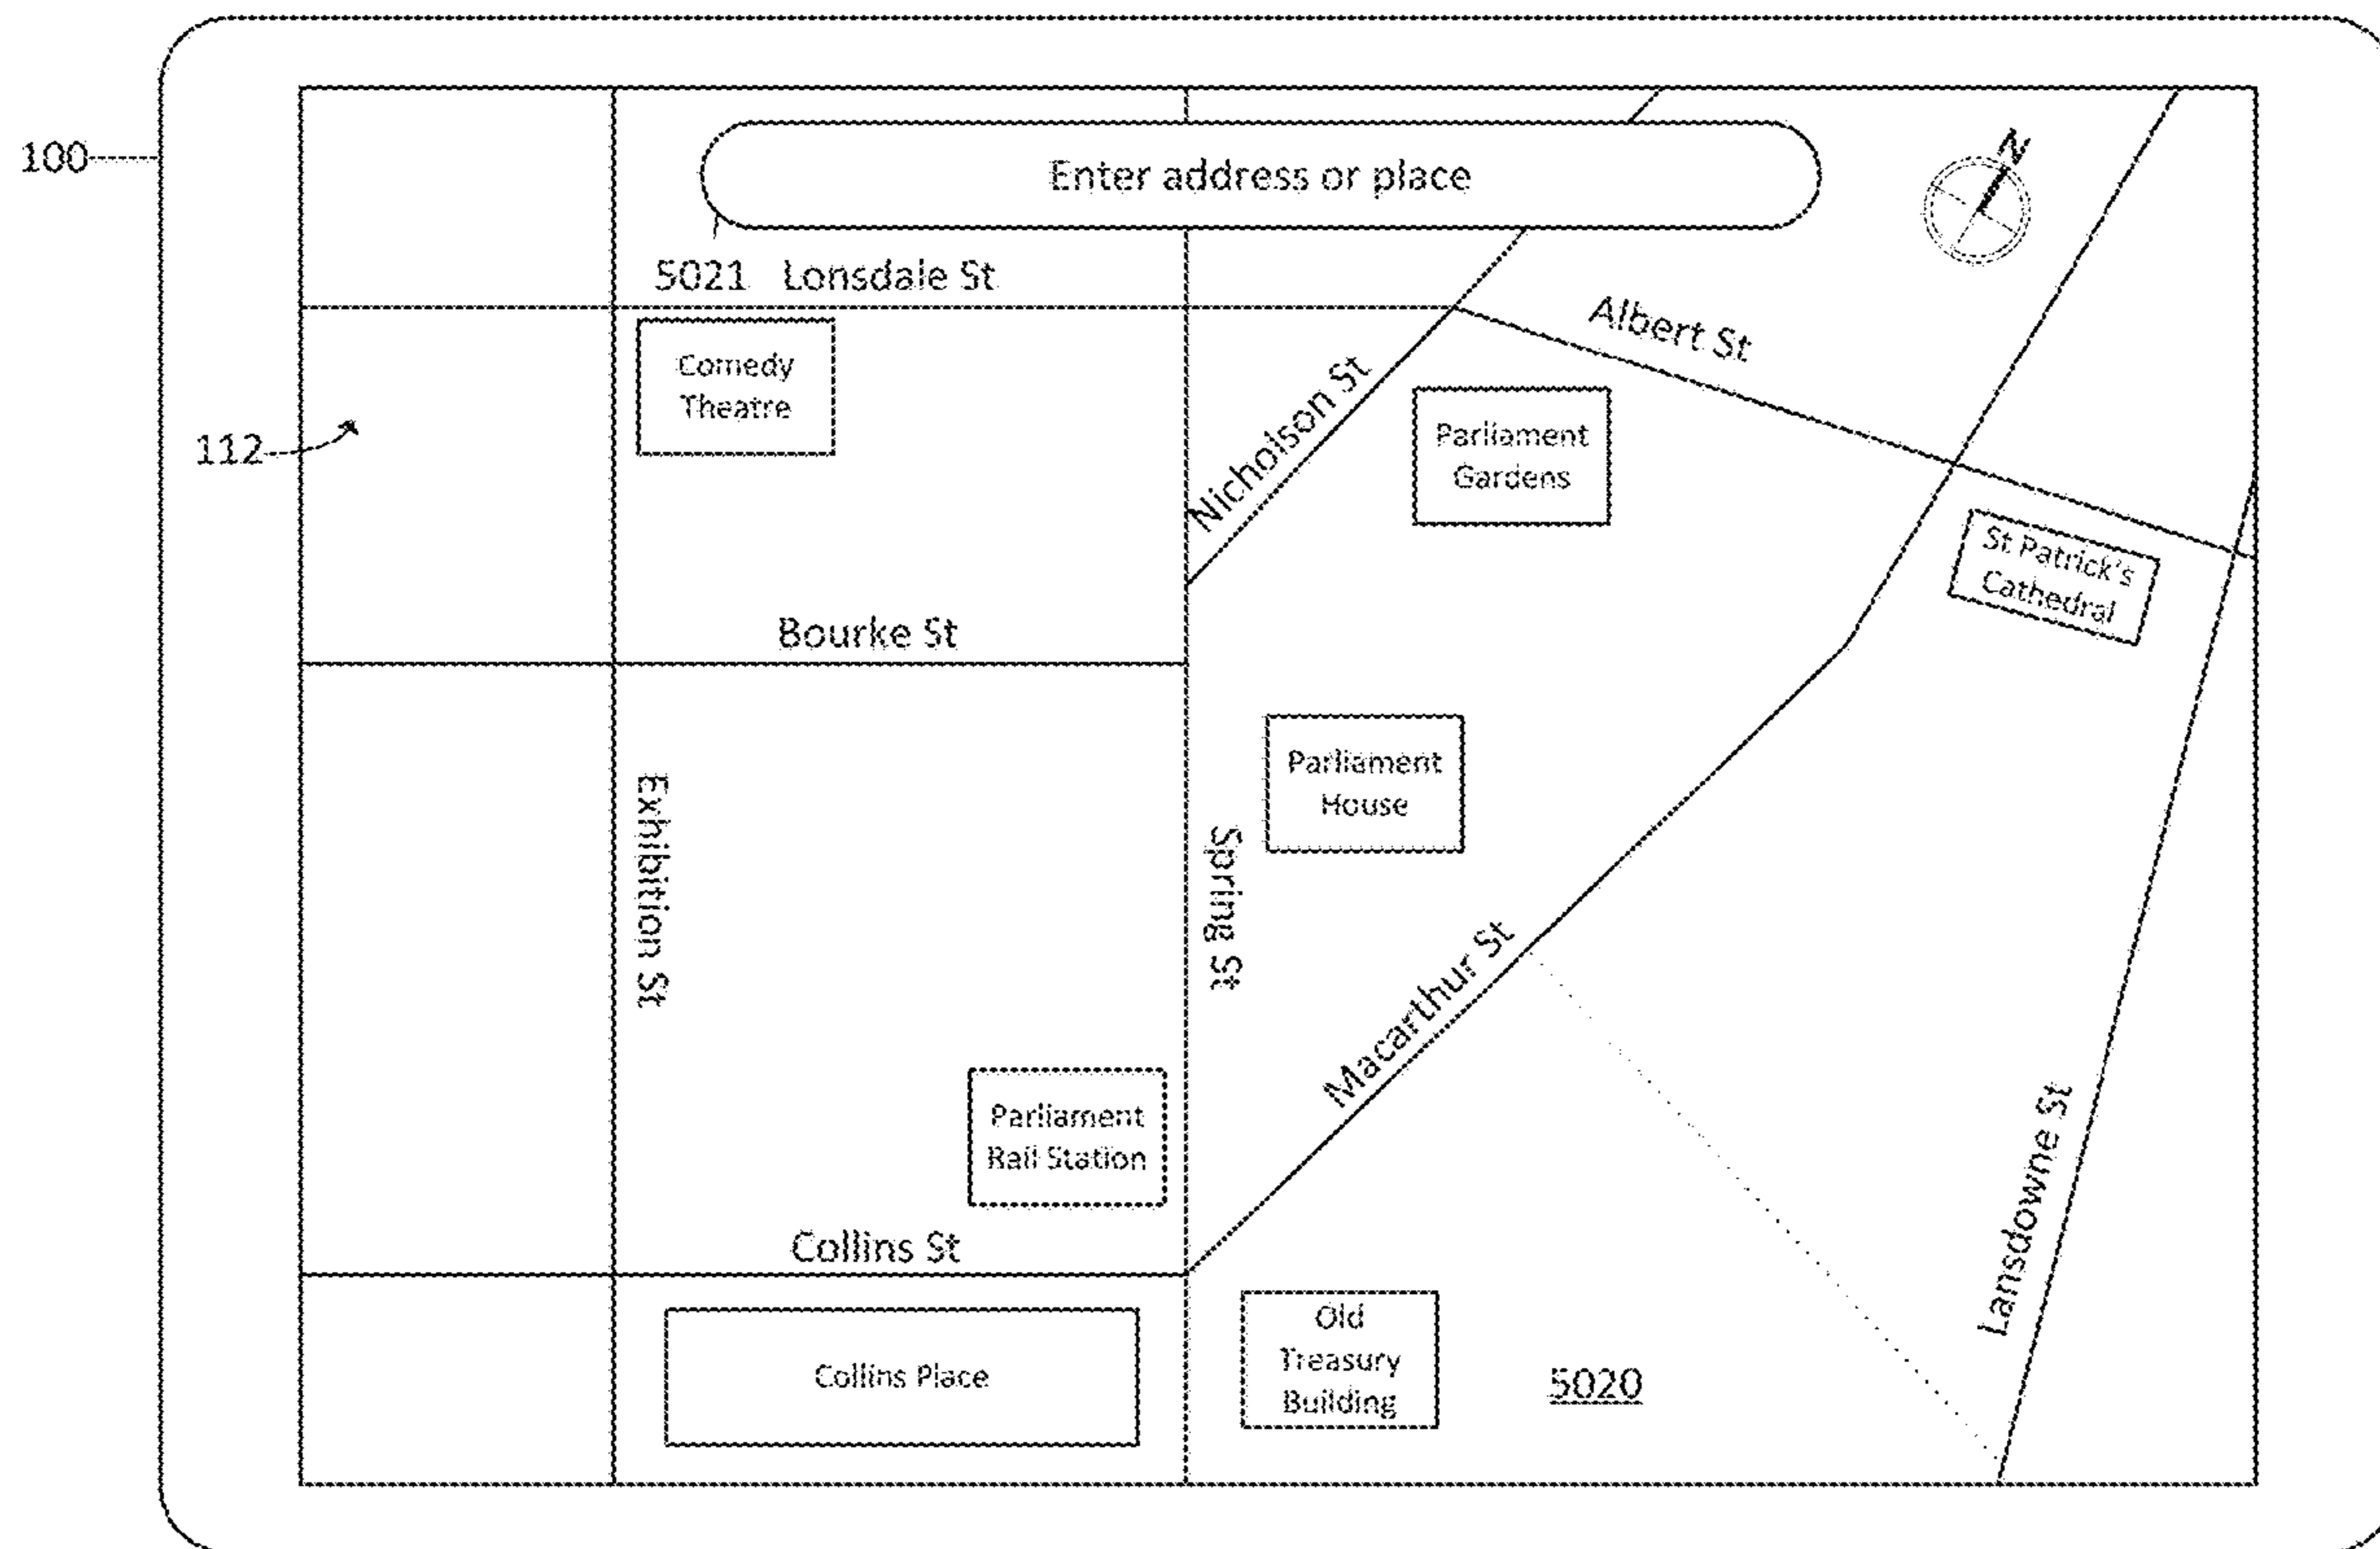 100
Enter address or place
N
5021
Lonsdale St
Albert St
Comedy
Theatre
Nicholson St
Parliament
Gardens
112
St Patrick's
Cathedral
Bourke St
Parliament
House
Exhibition St
Spring St
Macarthur St
Parliament
Rail Station
Lansdowne St
Collins St
Old
Treasury
Building
Collins Place
5020